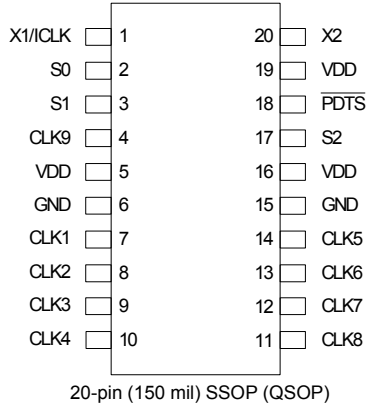 X1/ICLK 1 20 X2
S0 2 19 VDD
S1 3 18 PDTS
CLK9 4 17 S2
VDD 5 16 VDD
GND 6 15 GND
CLK1 7 14 CLK5
CLK2 8 13 CLK6
CLK3 9 12 CLK7
CLK4 10 11 CLK8
20-pin (150 mil) SSOP (QSOP)